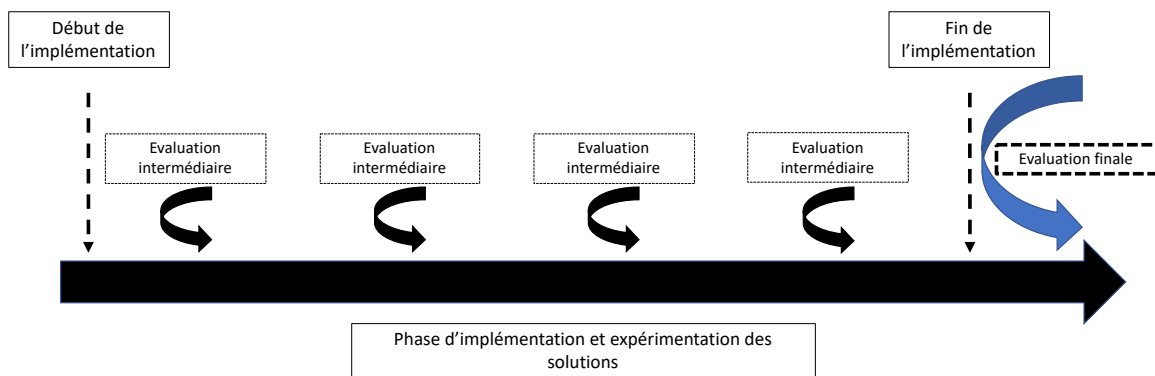 Début de
l’implémentation
Fin de
l’implémentation
Evaluation
intermédiaire
Evaluation
intermédiaire
Evaluation
intermédiaire
Evaluation
intermédiaire
Evaluation finale
Phase d’implémentation et expérimentation des
solutions